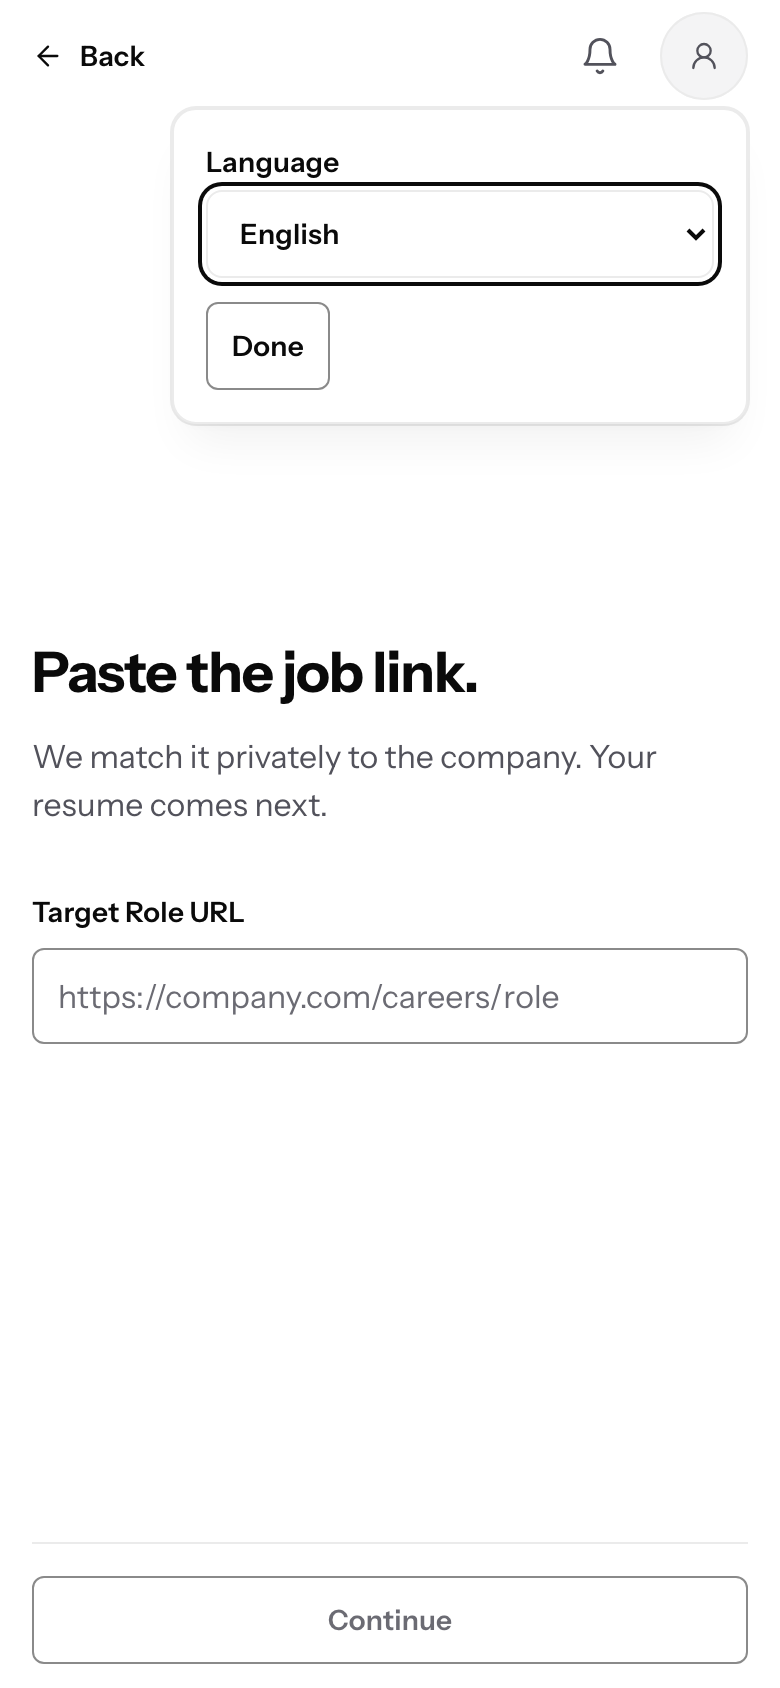 Back
Language
English
Done
Paste the job link.
We match it privately to the company. Your
resume comes next.
Target Role URL
https://company.com/careers/role
Continue